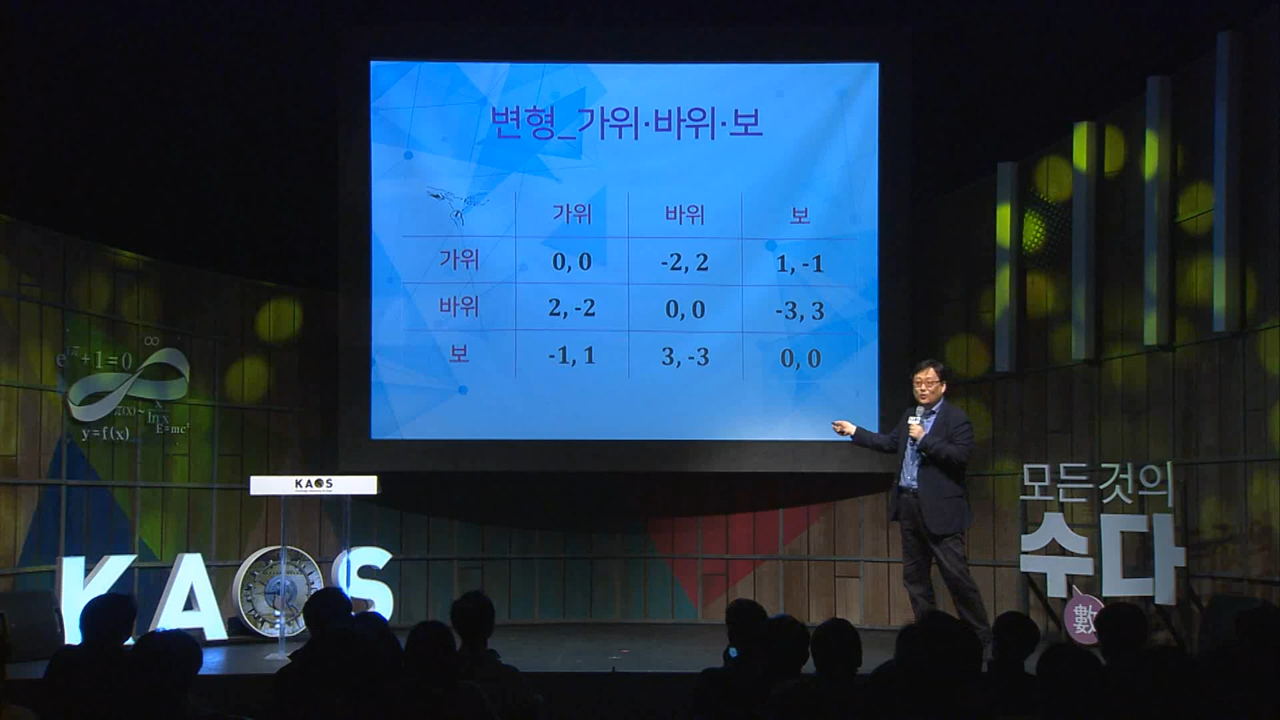 변형_가위·바위·보
가위 바위 보
가위 0, 0 -2, 2 1, -1
바위 2, -2 0, 0 -3, 3
보 -1, 1 3, -3 0, 0
∞
y=f(x)
E=mc²
KAOS
KAOS
모든것의
수다
數